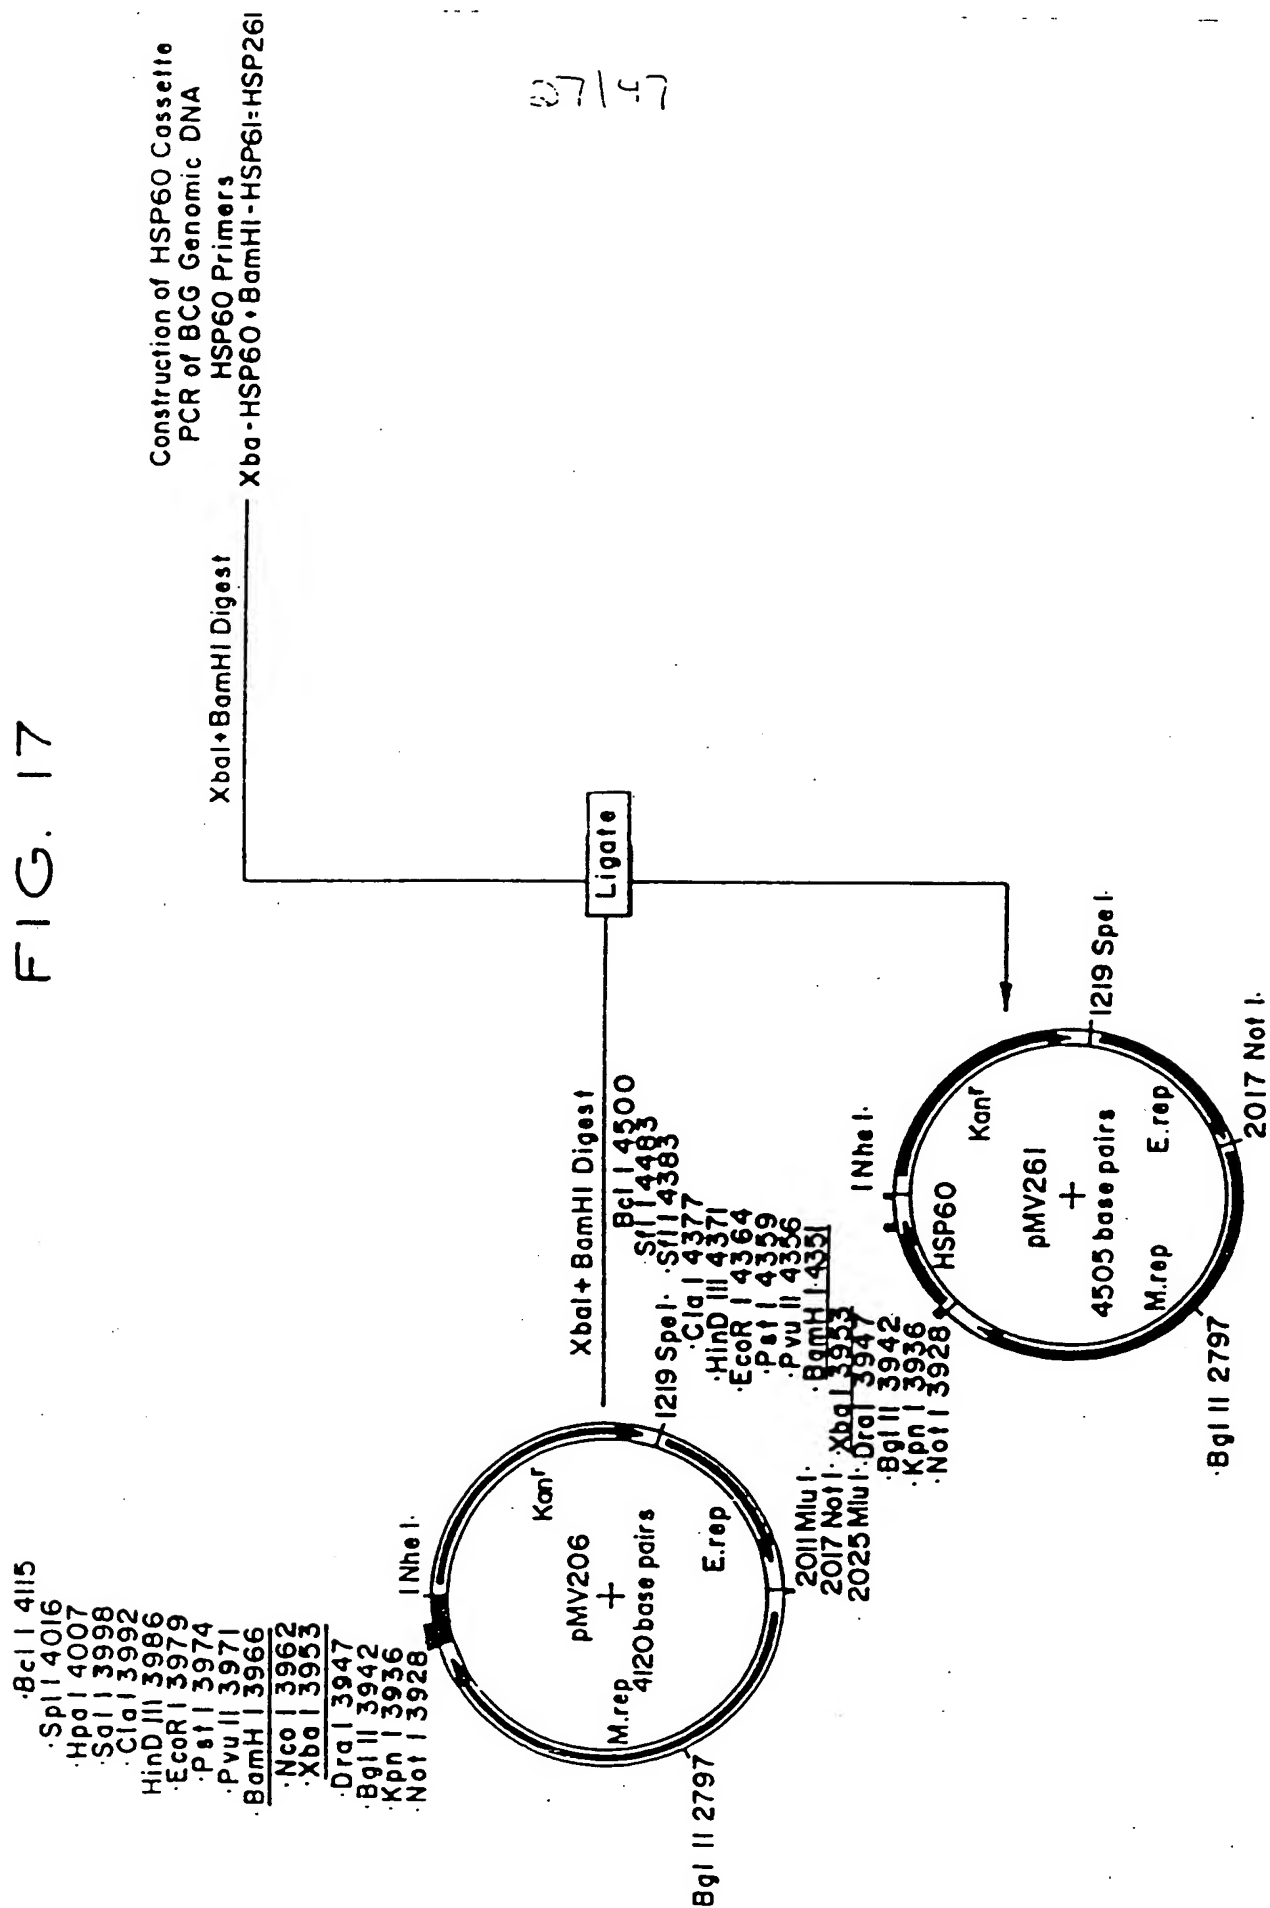 FIG. 17
27/47
Construction of HSP60 Cassette
PCR of BCG Genomic DNA
HSP60 Primers
Xba-HSP60+BamHI-HSP61=HSP261
XbaI+BamHI Digest
Ligate
XbaI+BamHI Digest
·Bcl I 4115
·Spl I 4016
·Hpa I 4007
·Sal I 3998
·Cla I 3992
HinD III 3986
·EcoR I 3979
·Pst I 3974
·Pvu II 3971
·BamH I 3966
·Nco I 3962
·Xba I 3953
·Dra I 3947
·Bgl II 3942
·Kpn I 3936
·Not I 3928
1 Nhe I·
Kanʳ
pMV206
+
4120 base pairs
M.rep
E.rep
1219 Spe I·
2011 Mlu I·
2017 Not I·
2025 Mlu I·
Bgl II 2797
Bcl I 4500
Sfi I 4483
·Sfi I 4383
·Cla I 4377
·HinD III 4371
·EcoR I 4364
·Pst I 4359
·Pvu II 4356
·BamH I 4351
·Xba I 3953
·Dra I 3947
·Bgl II 3942
·Kpn I 3936
·Not I 3928
1 Nhe I·
HSP60
Kanʳ
pMV261
+
4505 base pairs
M.rep
E.rep
1219 Spe I·
2017 Not I·
·Bgl II 2797